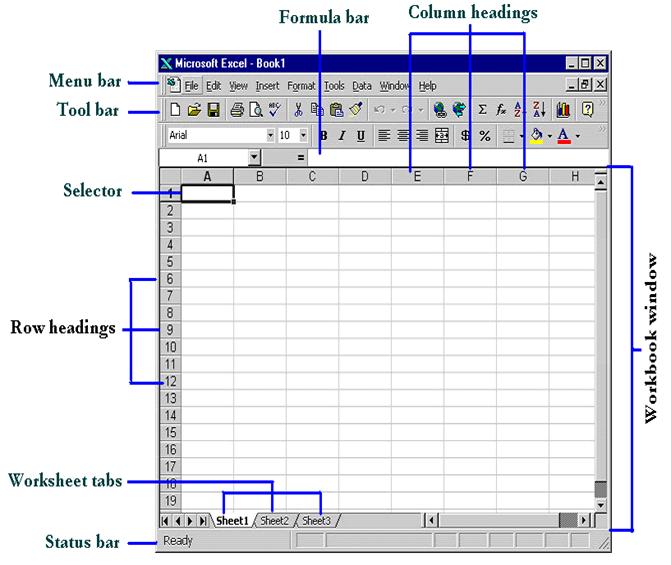 Formula bar
Column headings
Microsoft Excel - Book1
Menu bar
File Edit View Insert Format Tools Data Window Help
Tool bar
Arial 10 B I U $ %
A1 =
A B C D E F G H
Selector
1
2
3
4
5
6
7
8
Row headings
9
10
11
12
13
14
15
16
17
Worksheet tabs
18
19
Sheet1 Sheet2 Sheet3
Status bar
Ready
Workbook window